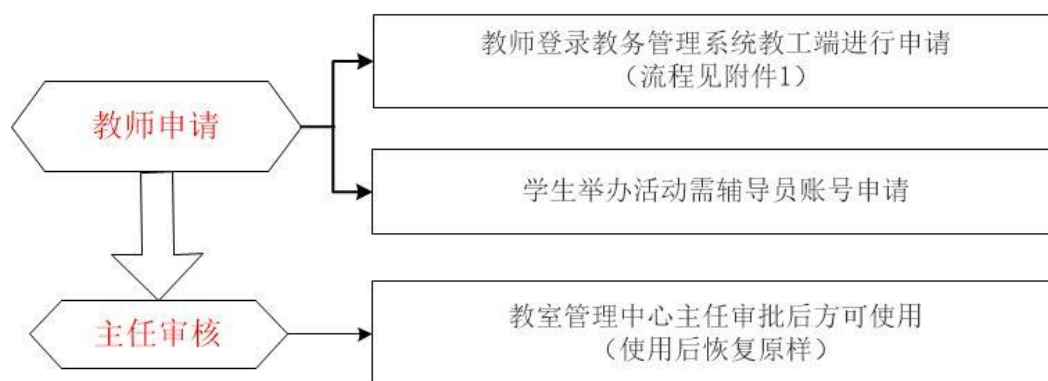 教师登录教务管理系统教工端进行申请
（流程见附件1）
教师申请
学生举办活动需辅导员账号申请
主任审核
教室管理中心主任审批后方可使用
（使用后恢复原样）